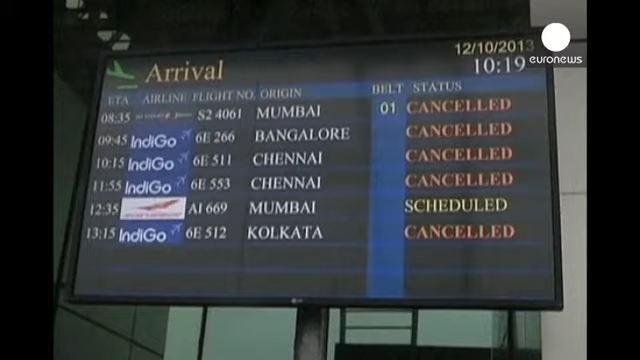 euronews
12/10/2013
10:19
Arrival
ETA AIRLINE FLIGHT NO. ORIGIN BELT STATUS
08:35 S2 4061 MUMBAI 01 CANCELLED
09:45 IndiGo 6E 266 BANGALORE CANCELLED
10:15 IndiGo 6E 511 CHENNAI CANCELLED
11:55 IndiGo 6E 553 CHENNAI CANCELLED
12:35 AI 669 MUMBAI SCHEDULED
13:15 IndiGo 6E 512 KOLKATA CANCELLED
LG